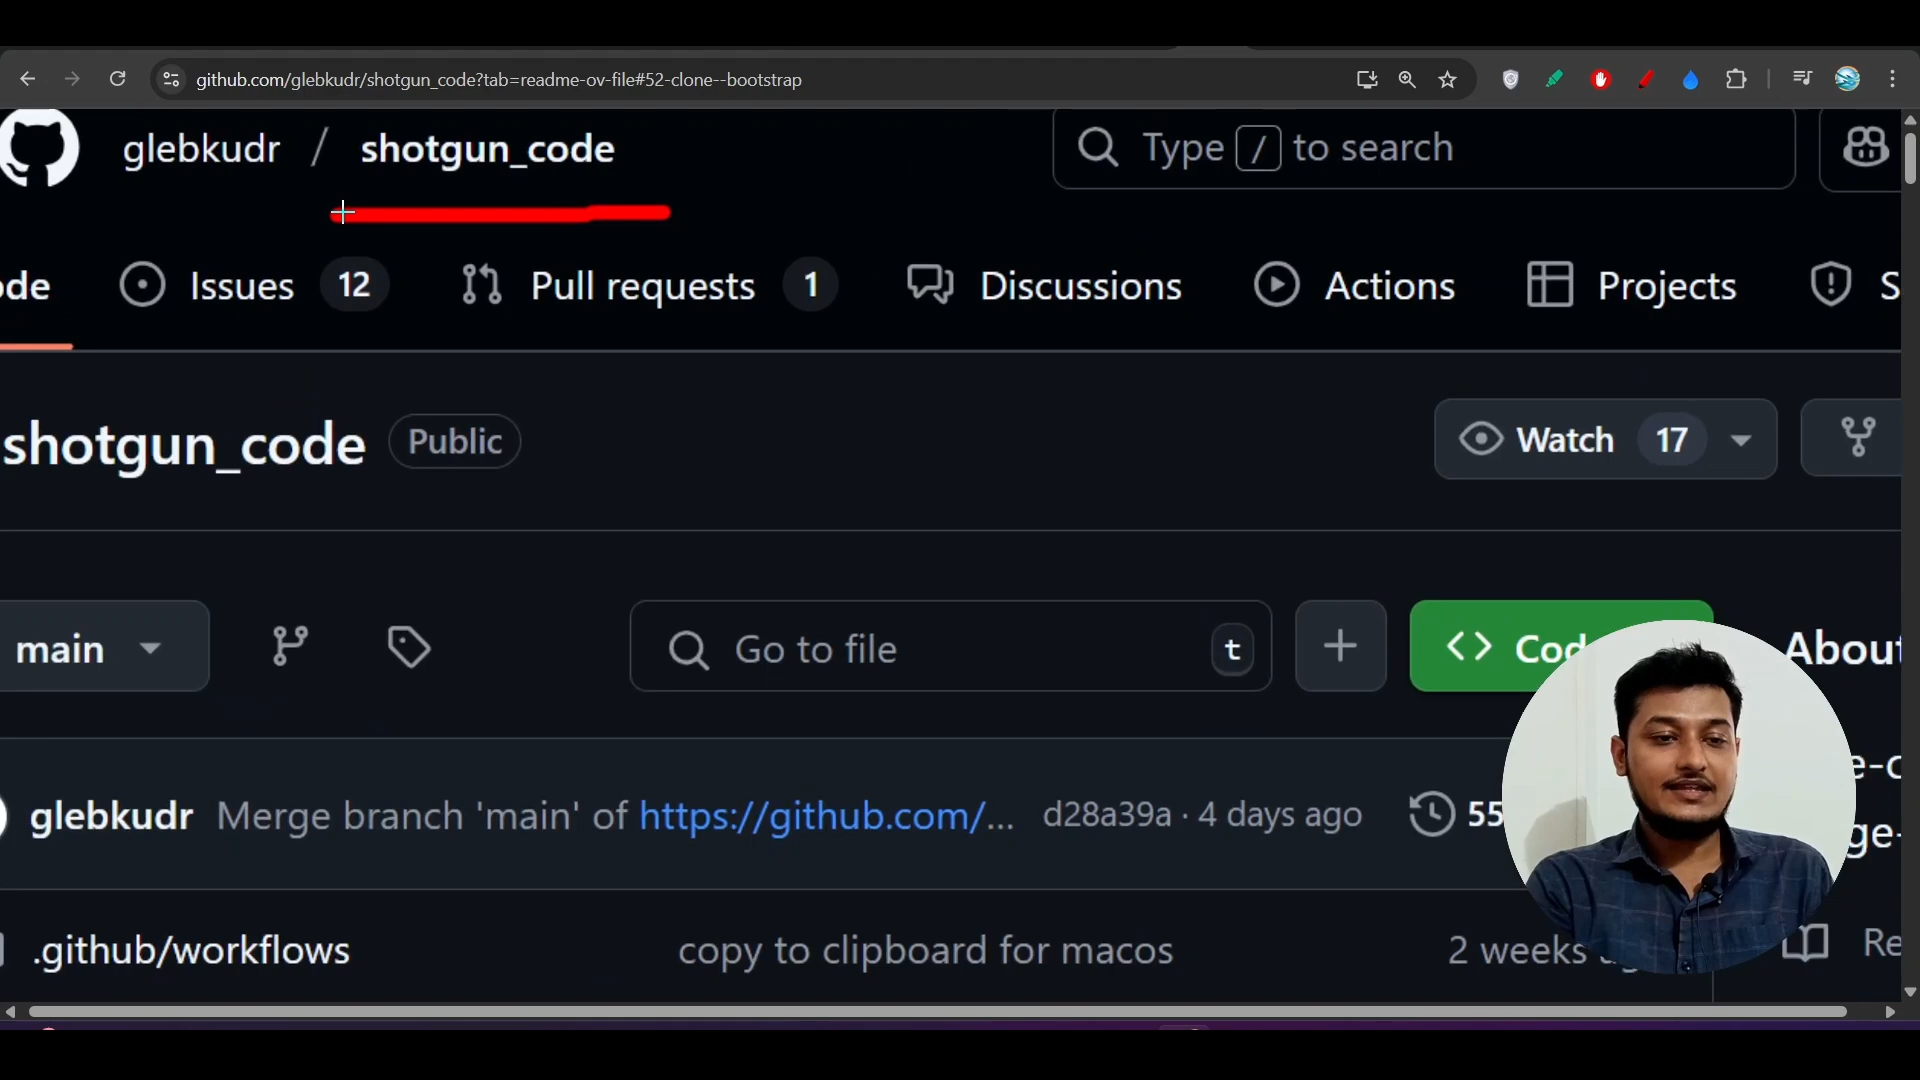 github.com/glebkudr/shotgun_code?tab=readme-ov-file#52-clone--bootstrap
glebkudr / shotgun_code
Type / to search
ode Issues 12 Pull requests 1 Discussions Actions Projects S
shotgun_code Public
Watch 17
main
Go to file t
<> Cod
About
glebkudr Merge branch 'main' of https://github.com/... d28a39a · 4 days ago 55
e-c
ge-
.github/workflows copy to clipboard for macos 2 weeks ag
Re